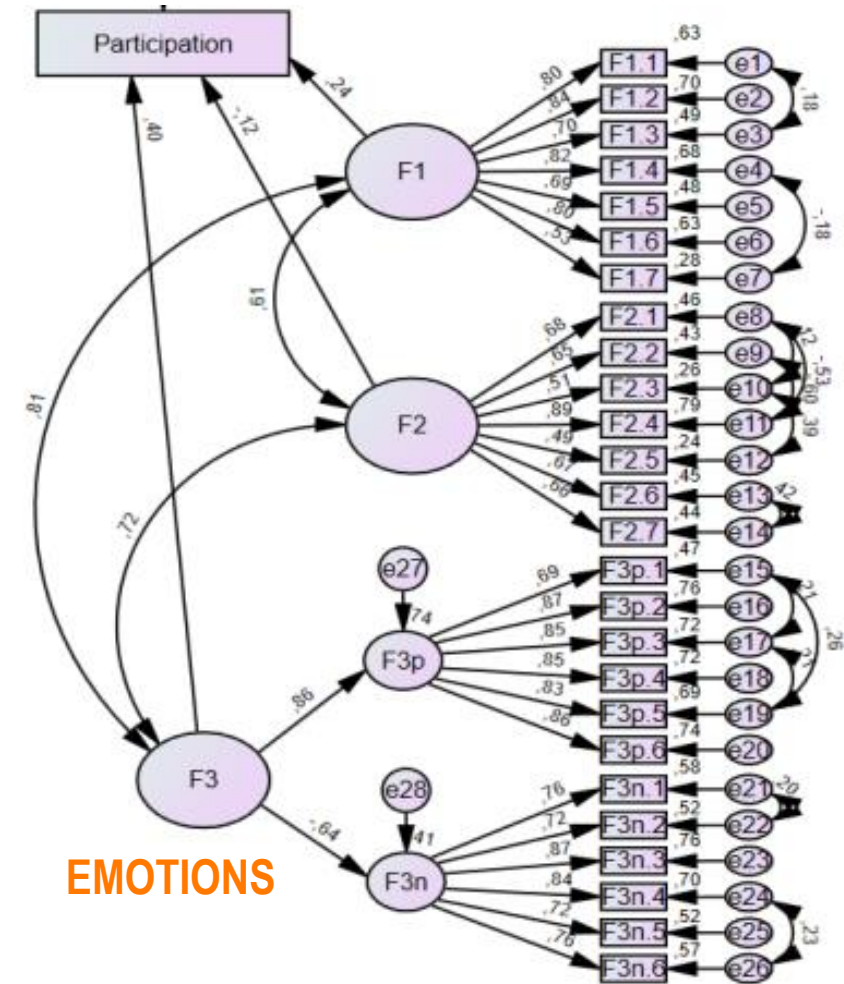 Participation
,24
-,12
,40
F1
,80
,84
,70
,82
,69
,80
,53
F1.1
F1.2
F1.3
F1.4
F1.5
F1.6
F1.7
,63
,70
,49
,68
,48
,63
,28
e1
e2
e3
e4
e5
e6
e7
,18
-,18
,61
,81
,72
F2
,68
,65
,51
,89
,49
,67
,66
F2.1
F2.2
F2.3
F2.4
F2.5
F2.6
F2.7
,46
,43
,26
,79
,24
,45
,44
e8
e9
e10
e11
e12
e13
e14
-,53
,39
,42
e27
,74
F3p
,86
,69
,87
,85
,85
,83
,86
F3p.1
F3p.2
F3p.3
F3p.4
F3p.5
F3p.6
,47
,76
,72
,72
,69
,74
e15
e16
e17
e18
e19
e20
,21
,26
F3
-,64
e28
,41
F3n
,76
,72
,87
,84
,72
,76
F3n.1
F3n.2
F3n.3
F3n.4
F3n.5
F3n.6
,58
,52
,76
,70
,52
,57
e21
e22
e23
e24
e25
e26
,20
,23
EMOTIONS